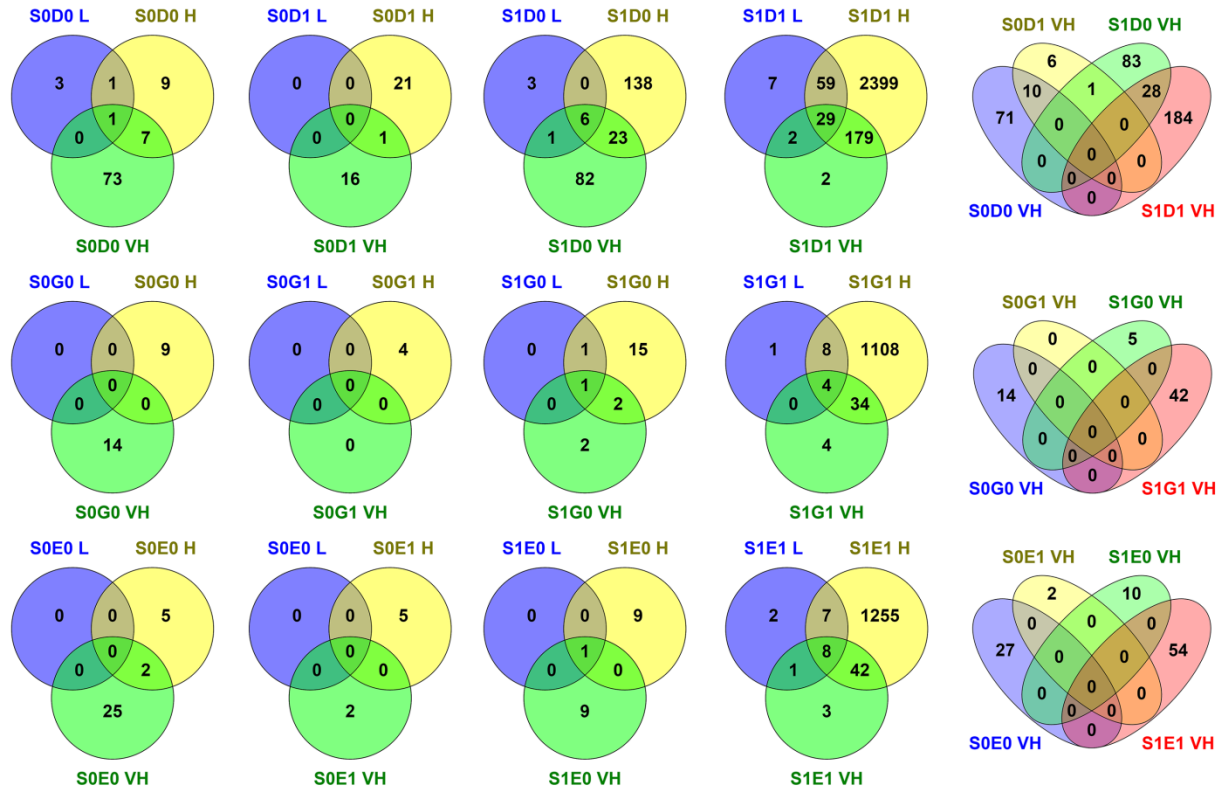 S0D0 L S0D0 H S0D1 L S0D1 H S1D0 L S1D0 H S1D1 L S1D1 H S0D1 VH S1D0 VH
3 1 9 0 0 21 3 0 138 7 59 2399 6 83
10 1 28
1 0 6 29 71 0 0 184
0 7 0 1 1 23 2 179 0 0 0
73 16 82 2 0 0
0
S0D0 VH S1D1 VH
S0D0 VH S0D1 VH S1D0 VH S1D1 VH
S0G0 L S0G0 H S0G1 L S0G1 H S1G0 L S1G0 H S1G1 L S1G1 H S0G1 VH S1G0 VH
0 0 9 0 0 4 0 1 15 1 8 1108 0 5
0 0 0
0 0 1 4 14 0 0 42
0 0 0 0 0 2 0 34 0 0 0
14 0 2 4 0 0
0
S0G0 VH S1G1 VH
S0G0 VH S0G1 VH S1G0 VH S1G1 VH
S0E0 L S0E0 H S0E0 L S0E1 H S1E0 L S1E0 H S1E1 L S1E1 H S0E1 VH S1E0 VH
0 0 5 0 0 5 0 0 9 2 7 1255 2 10
0 0 0
0 0 1 8 27 0 0 54
0 2 0 0 0 0 1 42 0 0 0
25 2 9 3 0 0
0
S0E0 VH S1E1 VH
S0E0 VH S0E1 VH S1E0 VH S1E1 VH